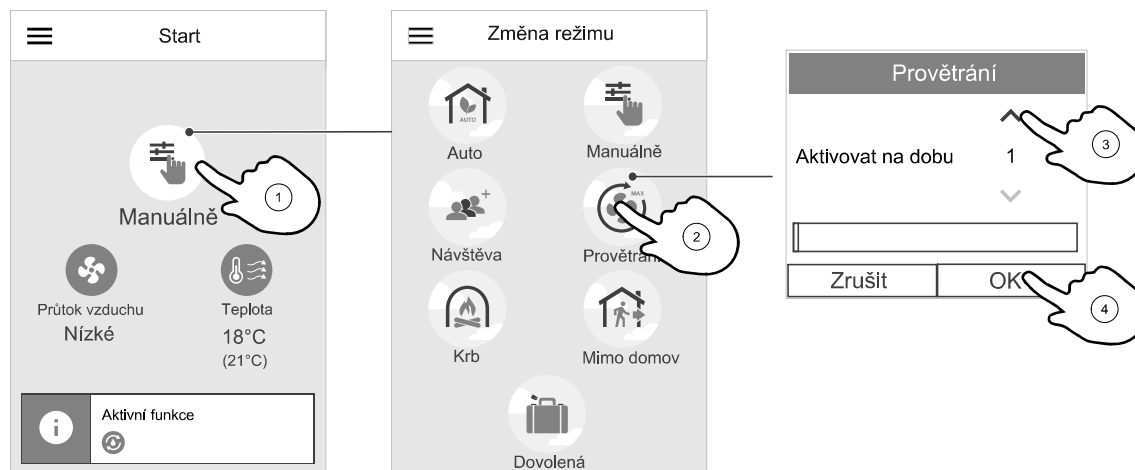 Start
Manuálně
Průtok vzduchu
Nízké
Teplota
18°C
(21°C)
i
Aktivní funkce
1
Změna režimu
AUTO
Auto
Manuálně
Návštěva
MAX
Krb
Mimo domov
Dovolená
2
Provětrání
Aktivovat na dobu
1
Zrušit
OK
3
4